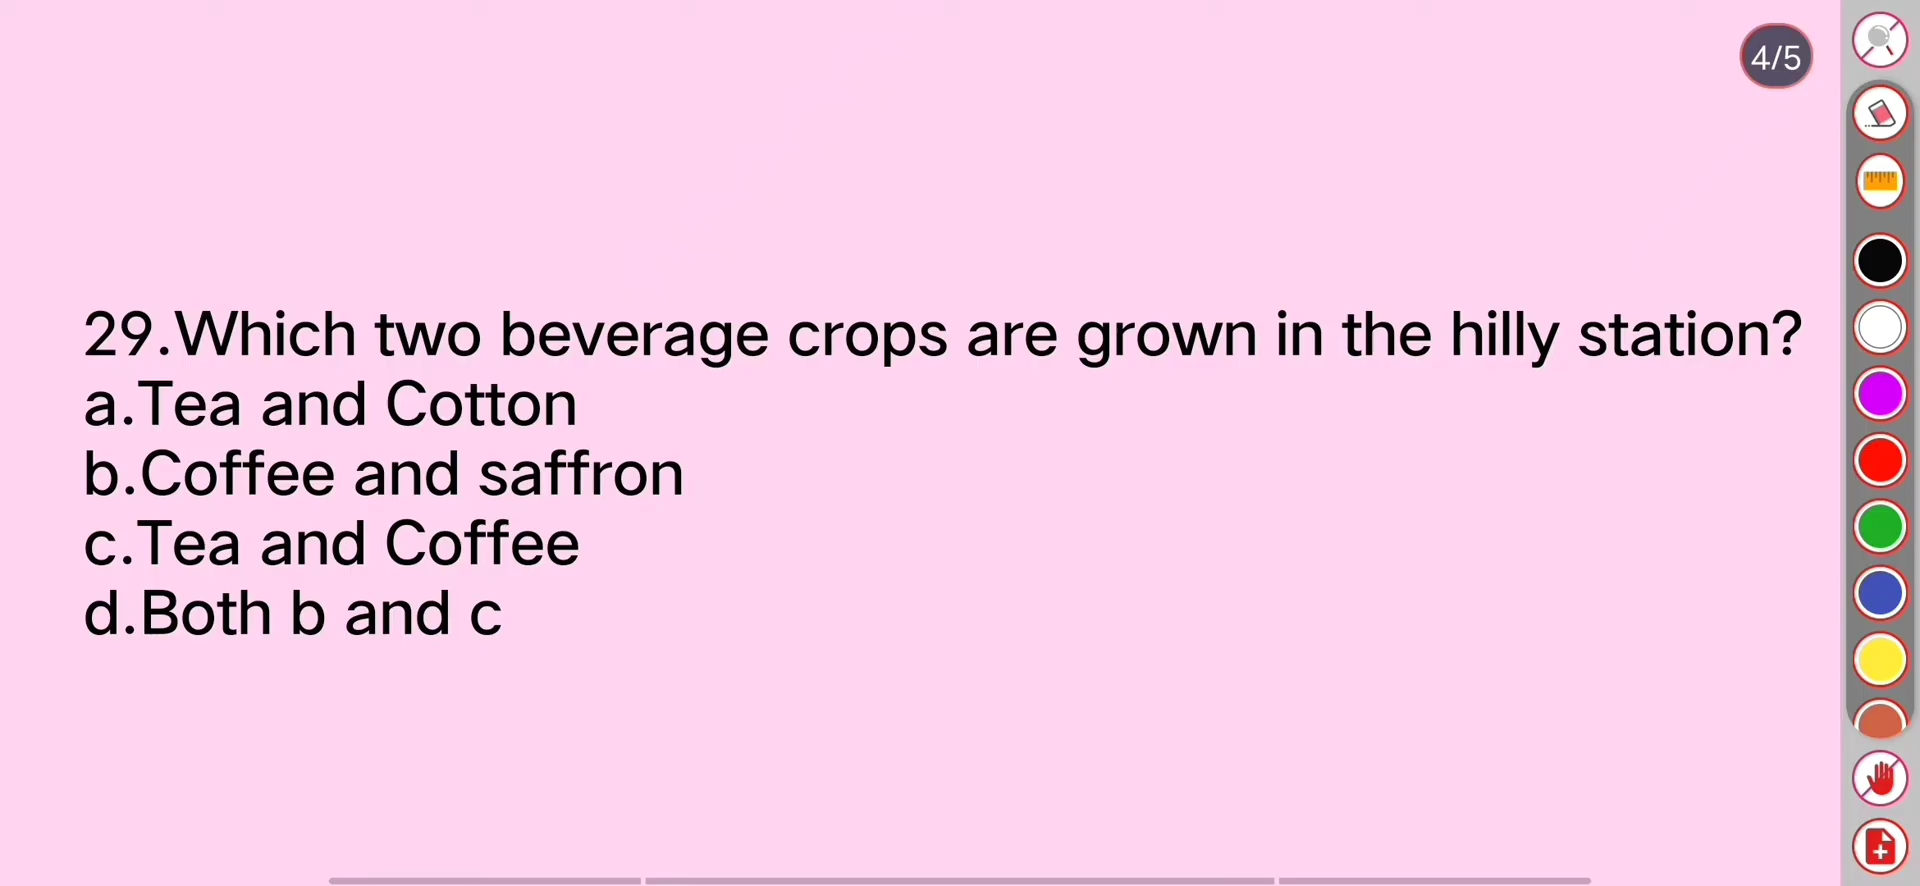 4/5
29.Which two beverage crops are grown in the hilly station?
a.Tea and Cotton
b.Coffee and saffron
c.Tea and Coffee
d.Both b and c